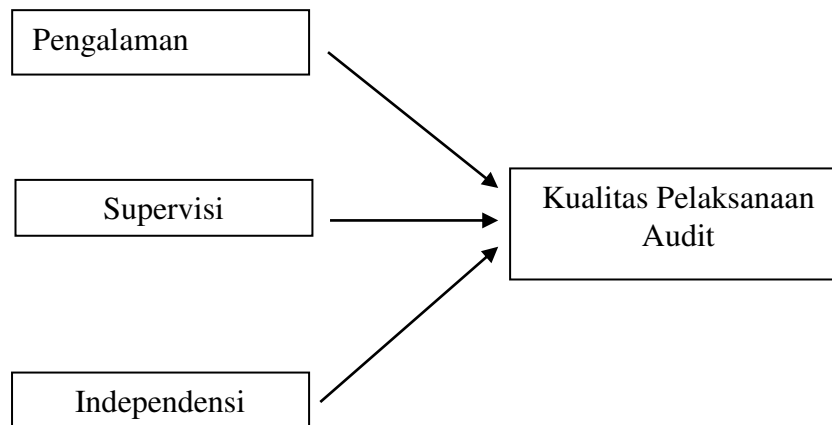 Pengalaman
Supervisi
Kualitas Pelaksanaan
Audit
Independensi